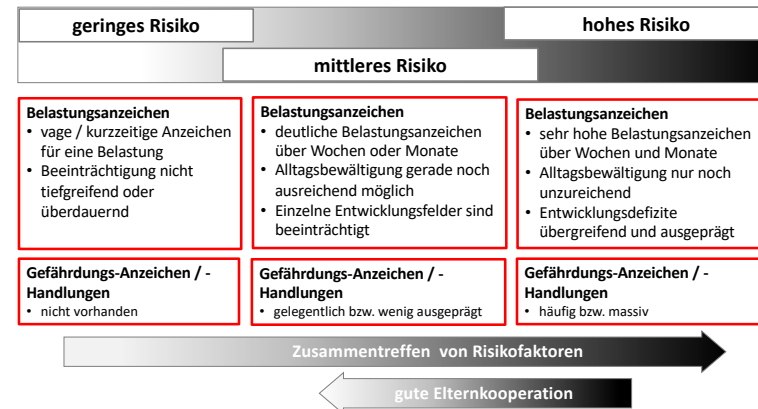 geringes Risiko
hohes Risiko
mittleres Risiko
Belastungsanzeichen
• vage / kurzzeitige Anzeichen
für eine Belastung
• Beeinträchtigung nicht
tiefgreifend oder
überdauernd
Belastungsanzeichen
• deutliche Belastungsanzeichen
über Wochen oder Monate
• Alltagsbewältigung gerade noch
ausreichend möglich
• Einzelne Entwicklungsfelder sind
beeinträchtigt
Belastungsanzeichen
• sehr hohe Belastungsanzeichen
über Wochen und Monate
• Alltagsbewältigung nur noch
unzureichend
• Entwicklungsdefizite
übergreifend und ausgeprägt
Gefährdungs-Anzeichen / -
Handlungen
• nicht vorhanden
Gefährdungs-Anzeichen / -
Handlungen
• gelegentlich bzw. wenig ausgeprägt
Gefährdungs-Anzeichen / -
Handlungen
• häufig bzw. massiv
Zusammentreffen von Risikofaktoren
gute Elternkooperation